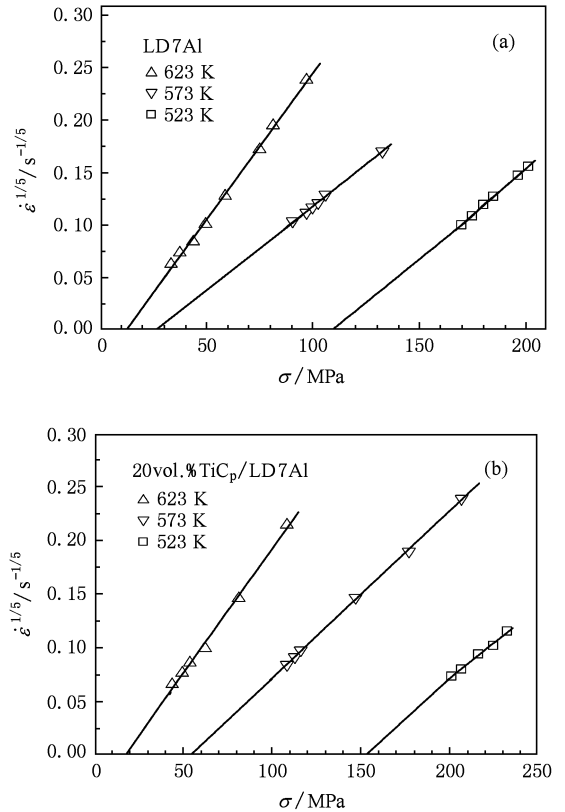 0.30
LD7Al
(a)
△ 623 K
▽ 573 K
□ 523 K
0.25
0.20
0.15
0.10
0.05
0.00
ε̇^{1/5}/s^{-1/5}
0 50 100 150 200
σ/MPa
0.30
20vol.%TiC_p/LD7Al
(b)
△ 623 K
▽ 573 K
□ 523 K
0.25
0.20
0.15
0.10
0.05
0.00
ε̇^{1/5}/s^{-1/5}
0 50 100 150 200 250
σ/MPa